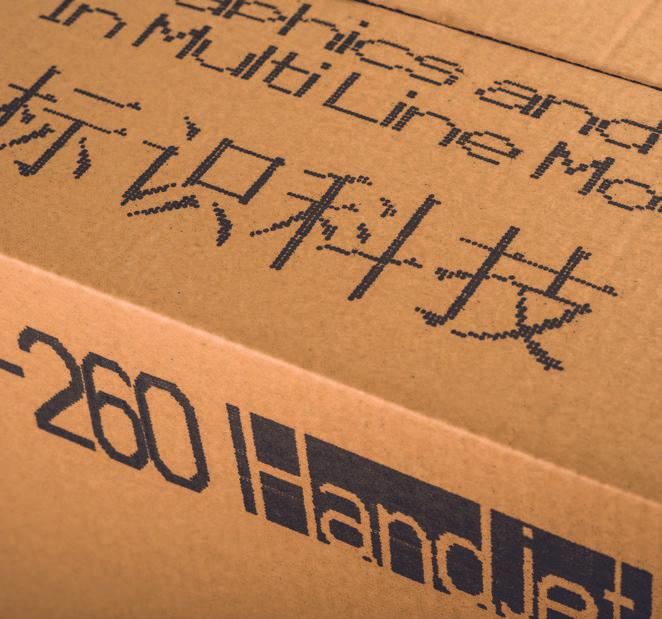 aphics and
In Multi Line Mo
标识科技
-260 Handjet